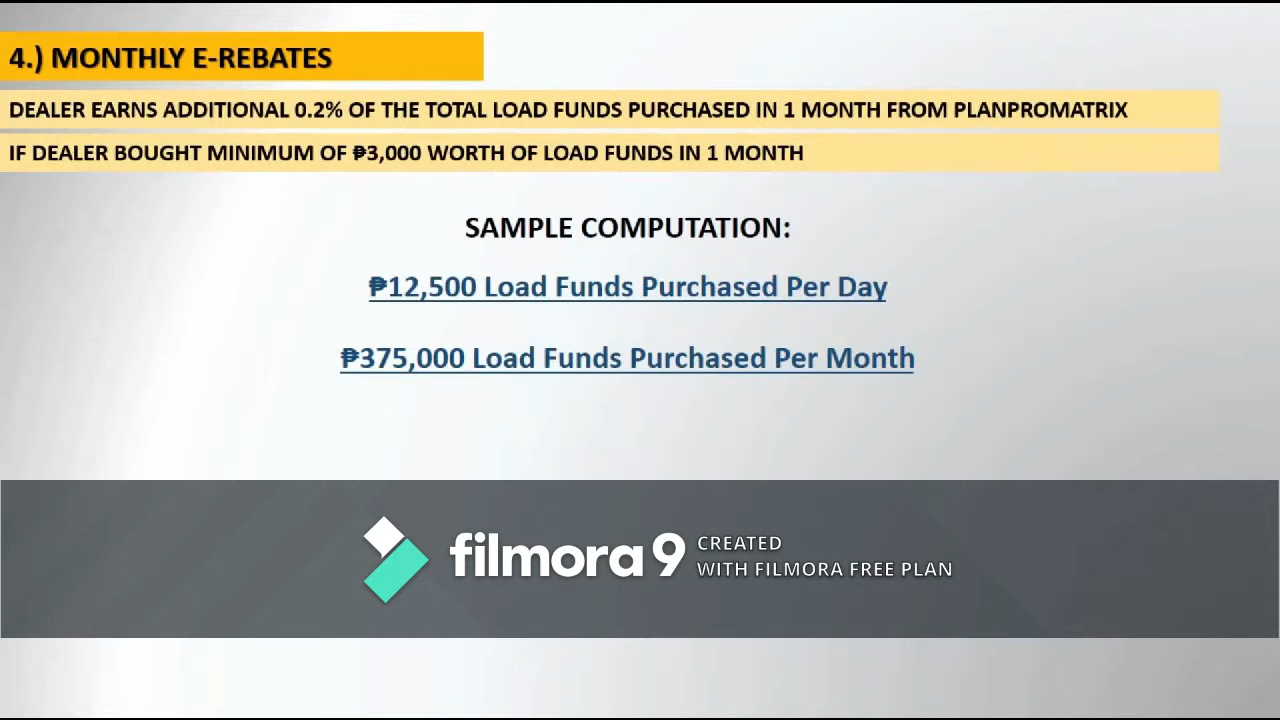 4.) MONTHLY E-REBATES
DEALER EARNS ADDITIONAL 0.2% OF THE TOTAL LOAD FUNDS PURCHASED IN 1 MONTH FROM PLANPROMATRIX
IF DEALER BOUGHT MINIMUM OF ₱3,000 WORTH OF LOAD FUNDS IN 1 MONTH
SAMPLE COMPUTATION:
₱12,500 Load Funds Purchased Per Day
₱375,000 Load Funds Purchased Per Month
filmora 9 CREATED
WITH FILMORA FREE PLAN